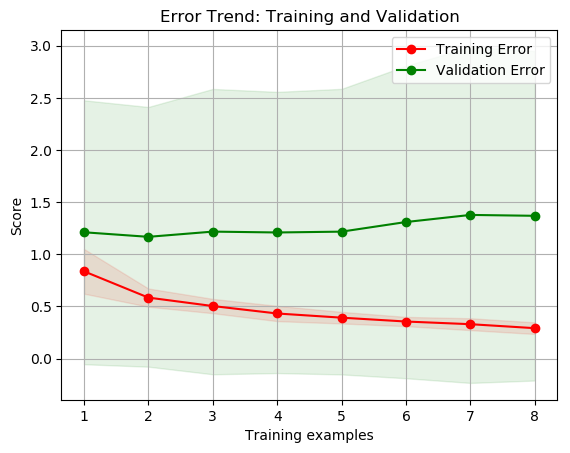 Error Trend: Training and Validation
Training Error
Validation Error
3.0
2.5
2.0
1.5
1.0
0.5
0.0
Score
1 2 3 4 5 6 7 8
Training examples